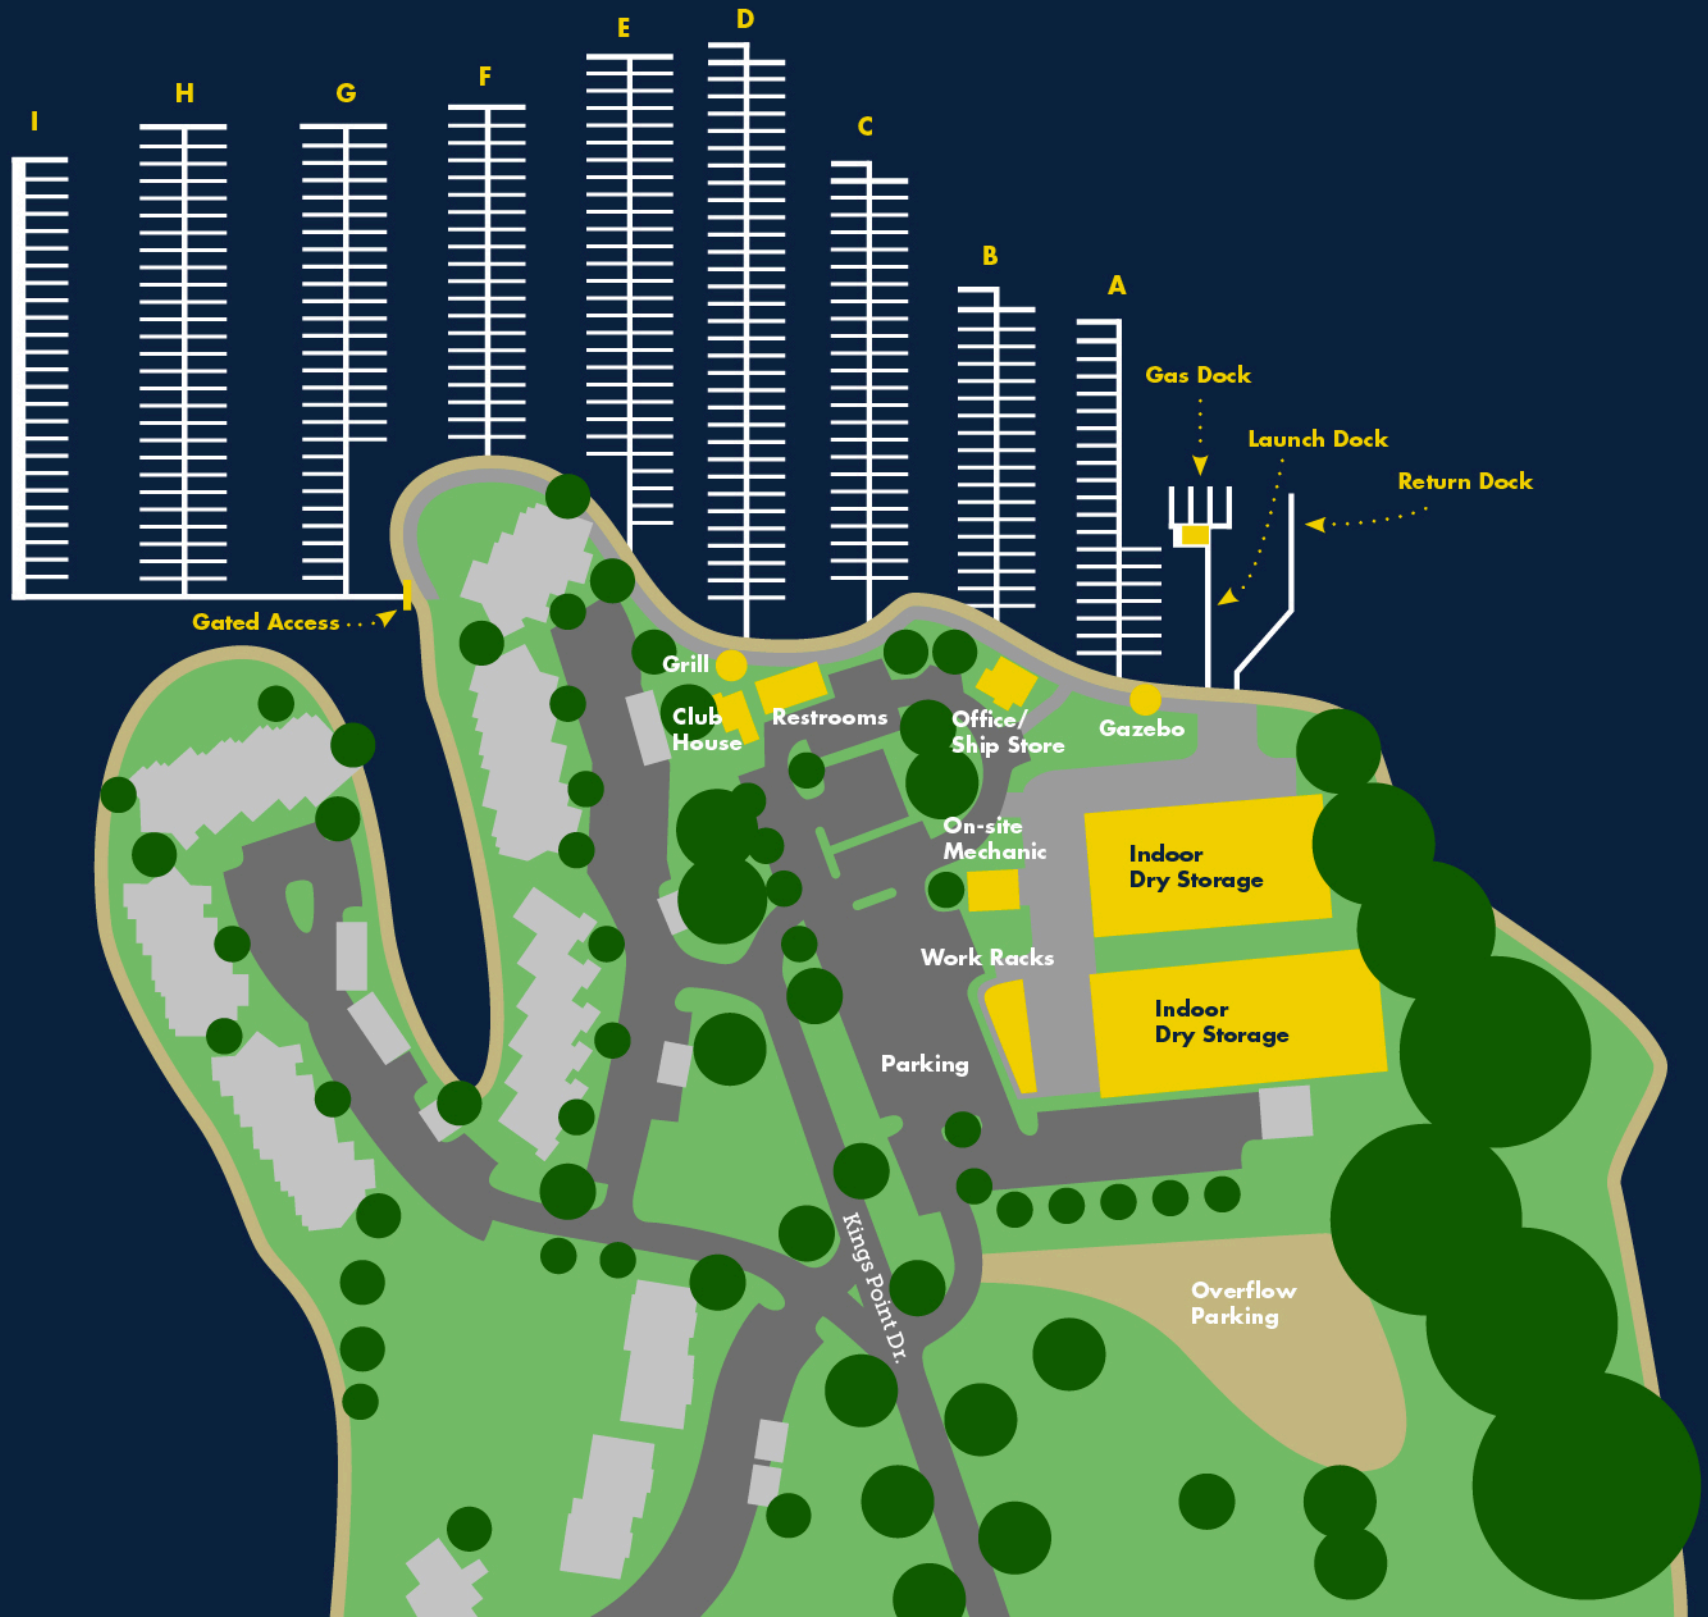 D
E
F
H
G
I
C
B
A
Gas Dock
Launch Dock
Return Dock
Gated Access
Grill
Club
House
Restrooms
Office/
Ship Store
Gazebo
On-site
Mechanic
Indoor
Dry Storage
Work Racks
Indoor
Dry Storage
Parking
Kings Point Dr.
Overflow
Parking